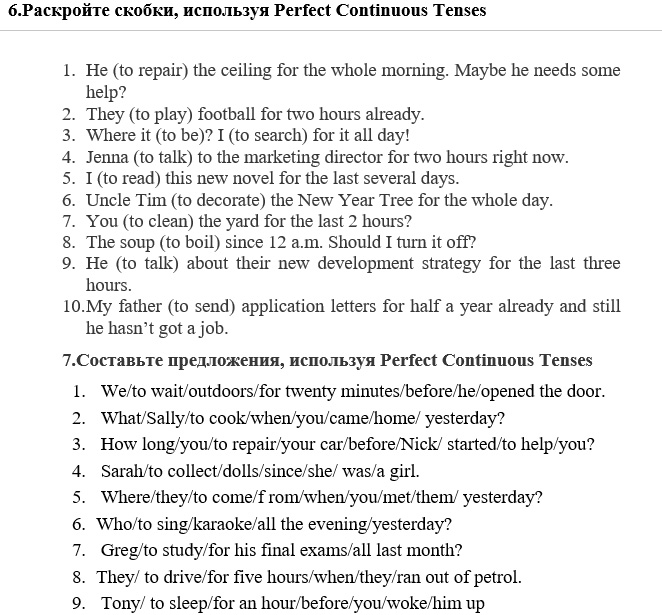 6.Раскройте скобки, используя Perfect Continuous Tenses
1. He (to repair) the ceiling for the whole morning. Maybe he needs some
help?
2. They (to play) football for two hours already.
3. Where it (to be)? I (to search) for it all day!
4. Jenna (to talk) to the marketing director for two hours right now.
5. I (to read) this new novel for the last several days.
6. Uncle Tim (to decorate) the New Year Tree for the whole day.
7. You (to clean) the yard for the last 2 hours?
8. The soup (to boil) since 12 a.m. Should I turn it off?
9. He (to talk) about their new development strategy for the last three
hours.
10.My father (to send) application letters for half a year already and still
he hasn’t got a job.
7.Составьте предложения, используя Perfect Continuous Tenses
1. We/to wait/outdoors/for twenty minutes/before/he/opened the door.
2. What/Sally/to cook/when/you/came/home/ yesterday?
3. How long/you/to repair/your car/before/Nick/ started/to help/you?
4. Sarah/to collect/dolls/since/she/ was/a girl.
5. Where/they/to come/f rom/when/you/met/them/ yesterday?
6. Who/to sing/karaoke/all the evening/yesterday?
7. Greg/to study/for his final exams/all last month?
8. They/ to drive/for five hours/when/they/ran out of petrol.
9. Tony/ to sleep/for an hour/before/you/woke/him up